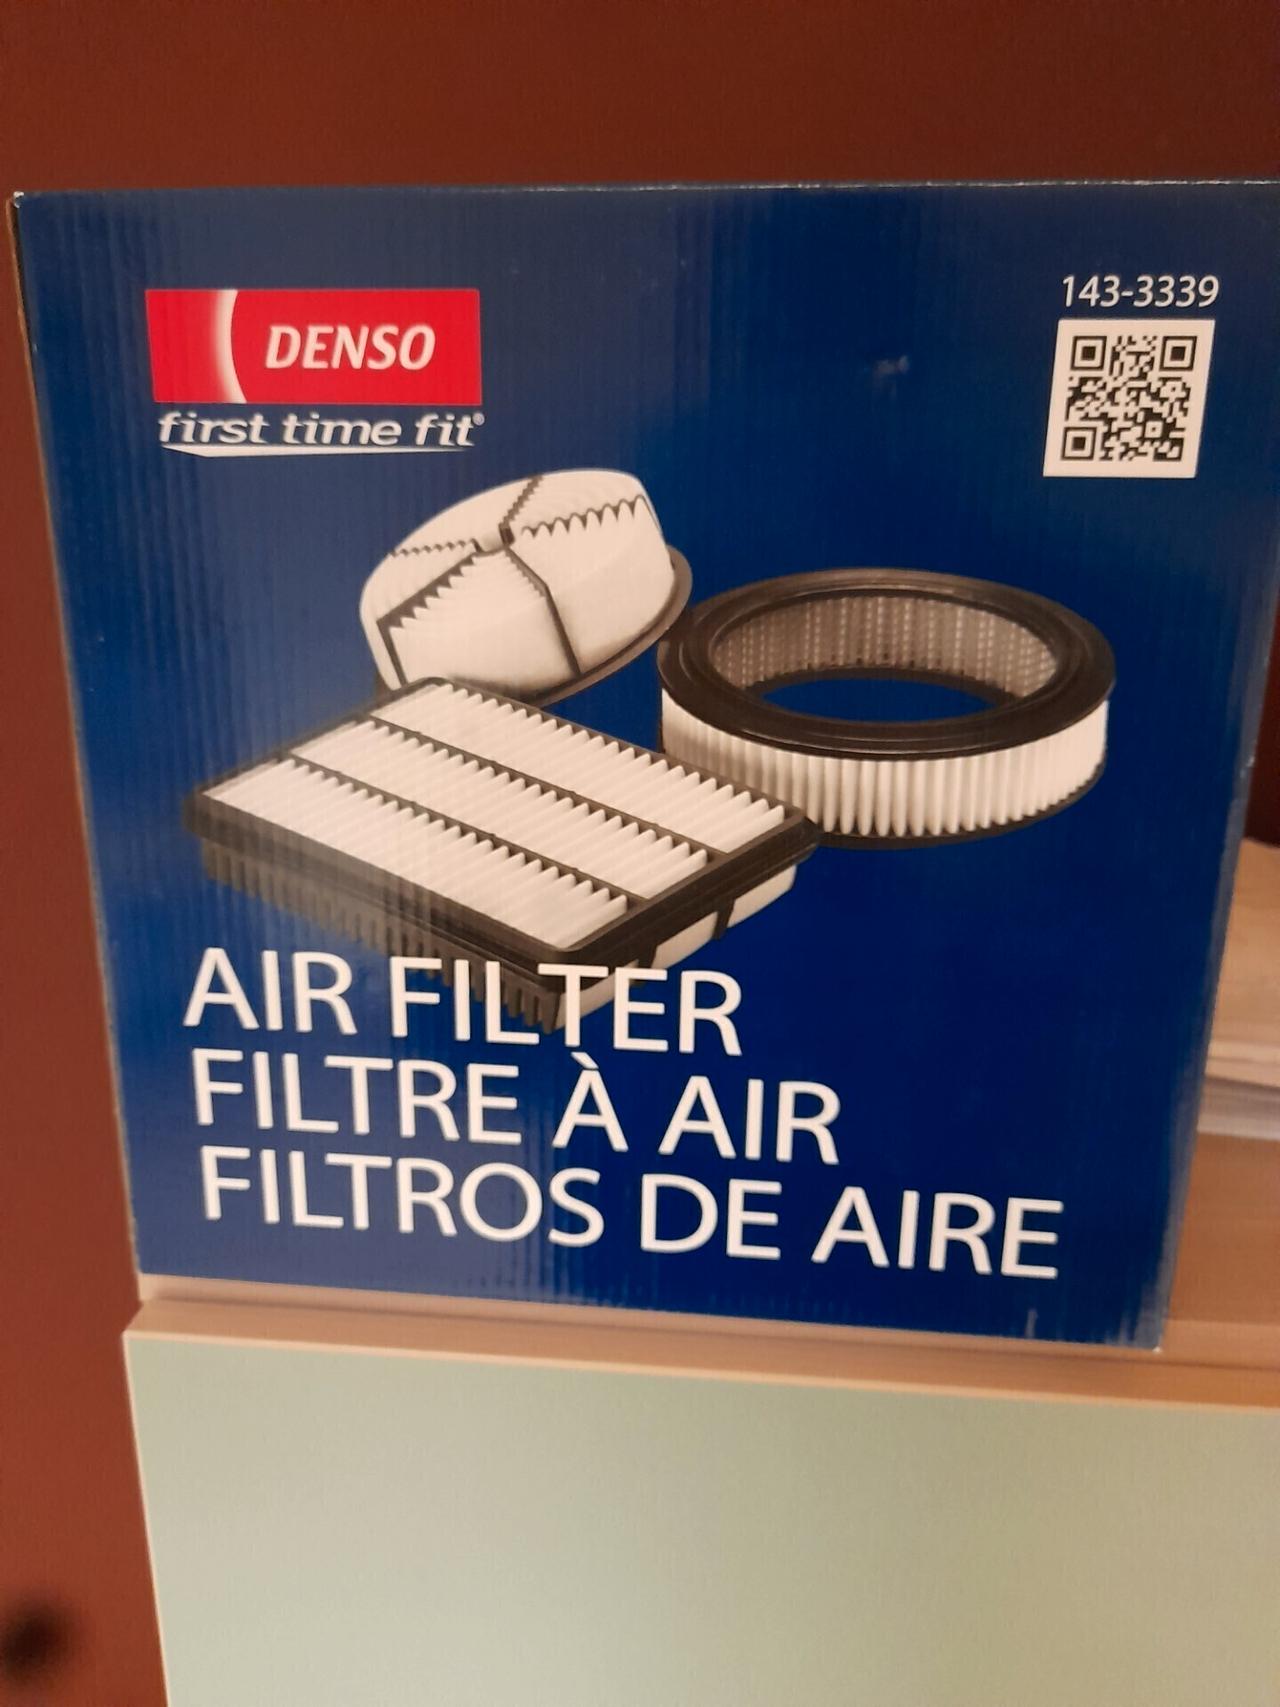 143-3339
DENSO
first time fit®
AIR FILTER
FILTRE À AIR
FILTROS DE AIRE